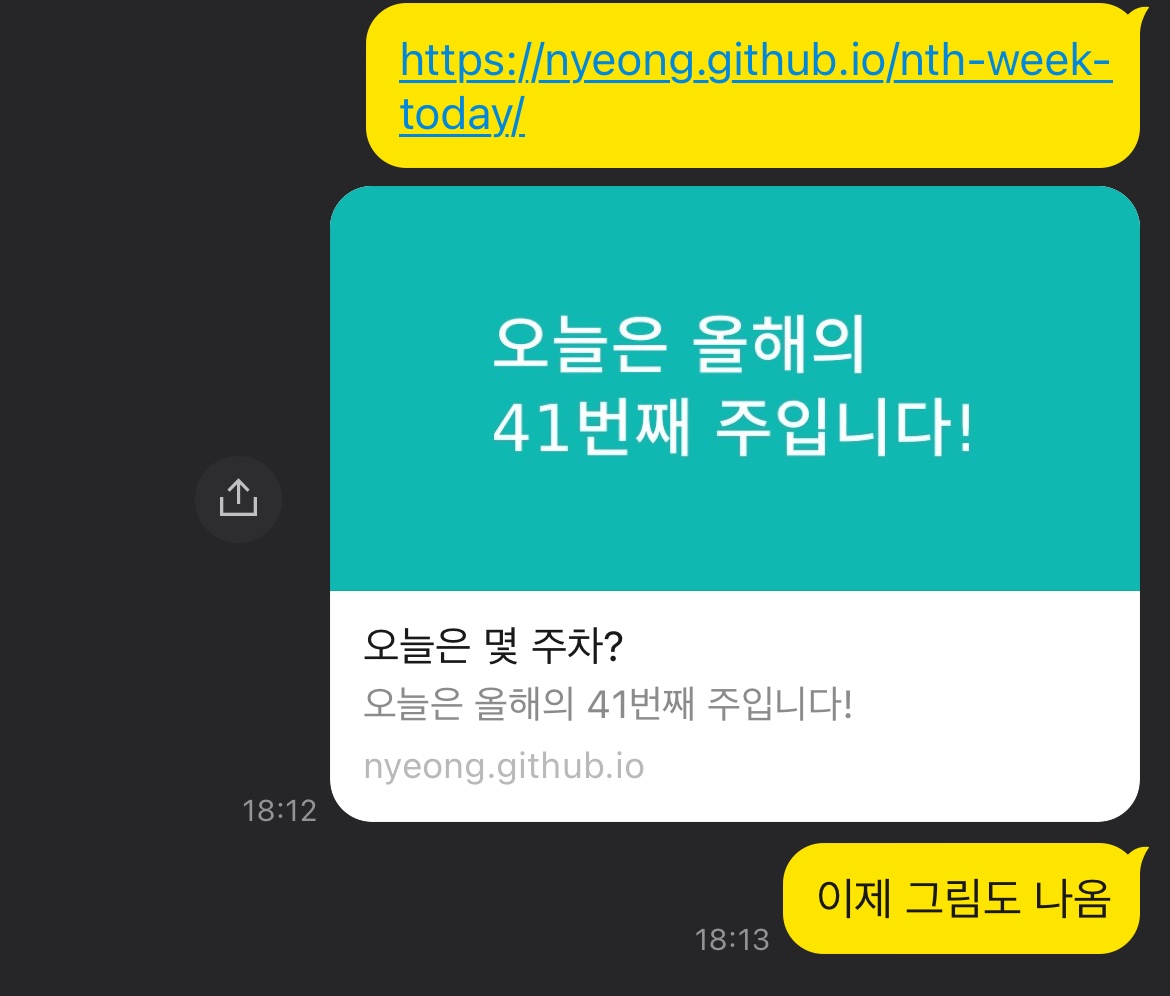 https://nyeong.github.io/nth-week-
today/
오늘은 올해의
41번째 주입니다!
오늘은 몇 주차?
오늘은 올해의 41번째 주입니다!
nyeong.github.io
18:12
이제 그림도 나옴
18:13